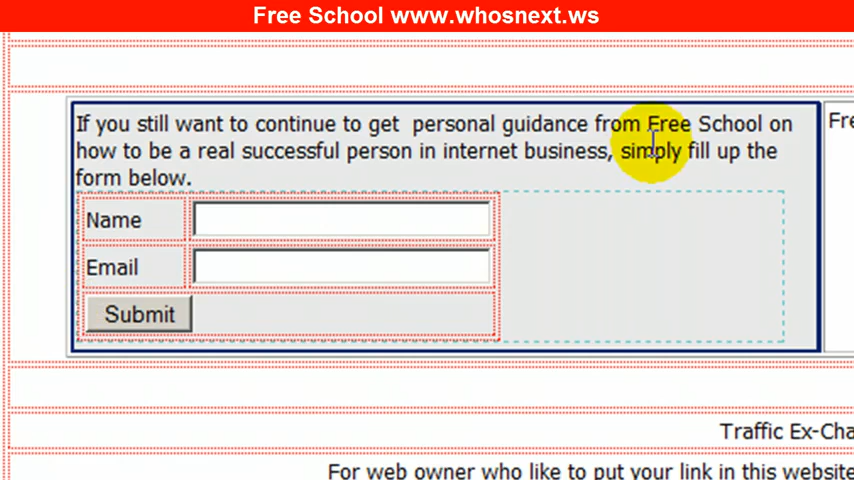 Free School www.whosnext.ws
If you still want to continue to get personal guidance from Free School on
how to be a real successful person in internet business, simply fill up the
form below.
Name
Email
Submit
Traffic
For web owner who like to put your link in this website